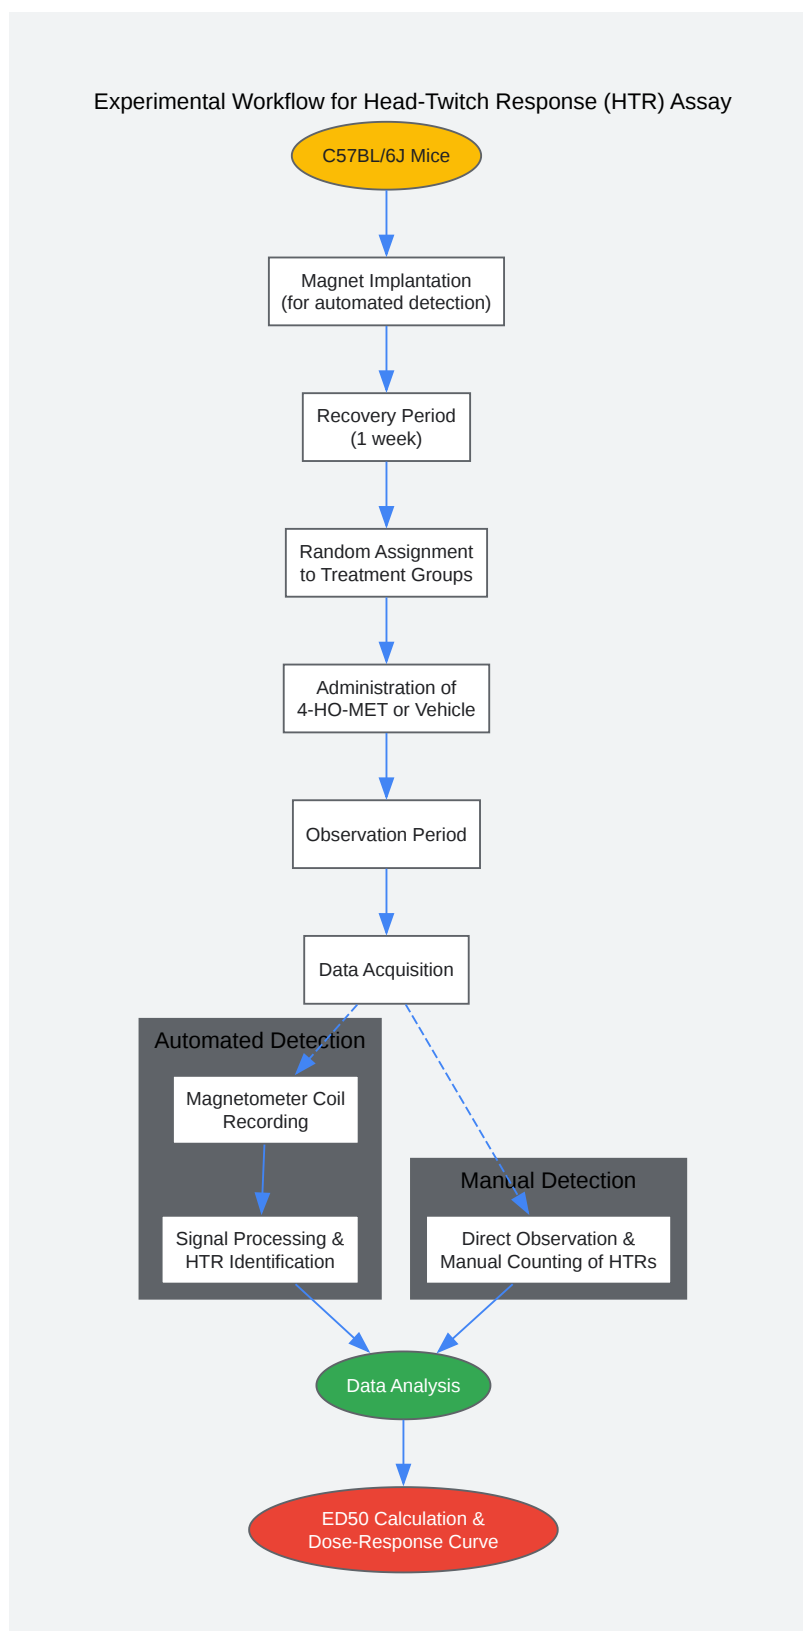 Experimental Workflow for Head-Twitch Response (HTR) Assay
C57BL/6J Mice
Magnet Implantation
(for automated detection)
Recovery Period
(1 week)
Random Assignment
to Treatment Groups
Administration of
4-HO-MET or Vehicle
Observation Period
Data Acquisition
Automated Detection
Magnetometer Coil
Recording
Signal Processing &
HTR Identification
Manual Detection
Direct Observation &
Manual Counting of HTRs
Data Analysis
ED50 Calculation &
Dose-Response Curve